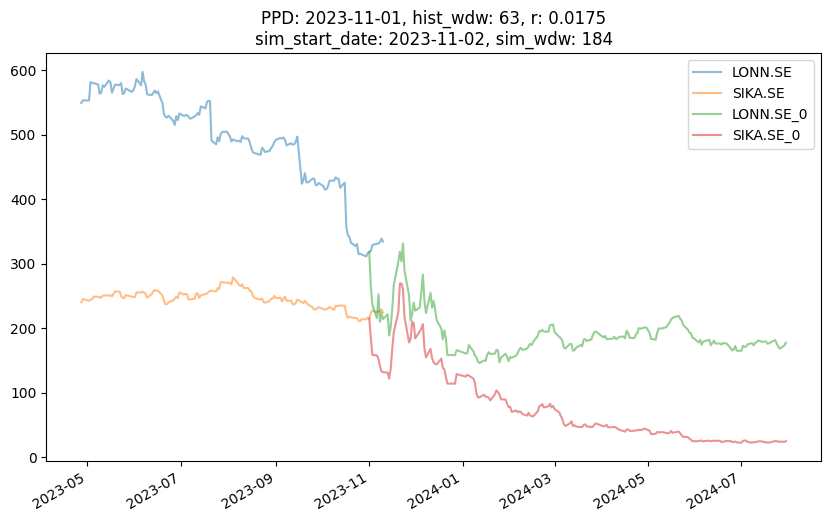 PPD: 2023-11-01, hist_wdw: 63, r: 0.0175
sim_start_date: 2023-11-02, sim_wdw: 184
LONN.SE
SIKA.SE
LONN.SE_0
SIKA.SE_0
600
500
400
300
200
100
0
2023-05
2023-07
2023-09
2023-11
2024-01
2024-03
2024-05
2024-07